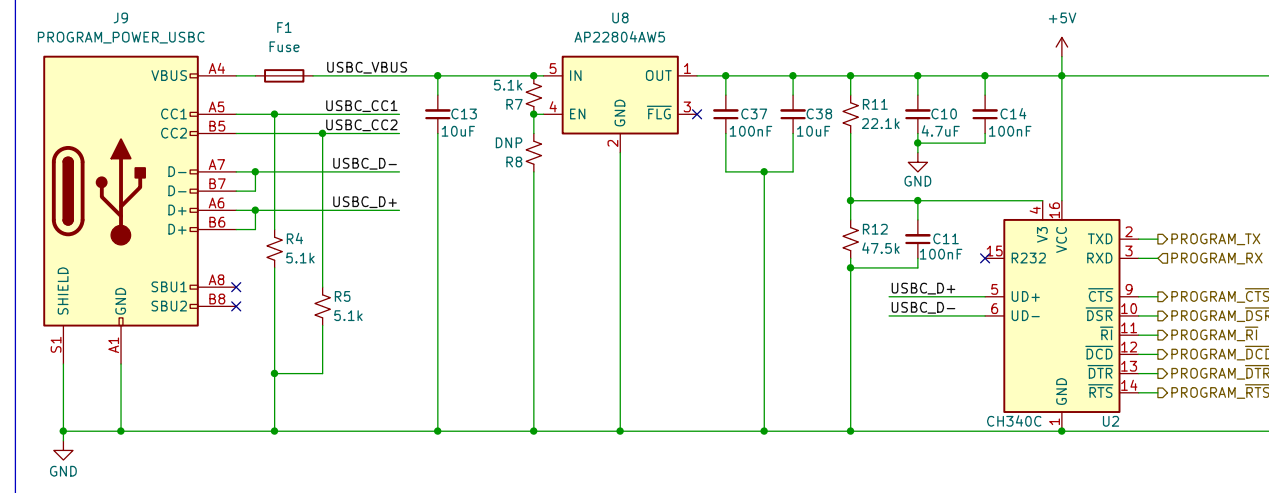 J9
PROGRAM_POWER_USBC
SHIELD
GND
VBUS
CC1
CC2
D-
D-
D+
D+
SBU1
SBU2
A4
A5
B5
A7
B7
A6
B6
A8
B8
S1
A1
GND
F1
Fuse
USBC_VBUS
USBC_CC1
USBC_CC2
USBC_D-
USBC_D+
R4
5.1k
R5
5.1k
C13
10uF
5.1k
R7
DNP
R8
U8
AP22804AW5
5
IN
4
EN
GND
2
OUT
1
FLG
3
C37
100nF
C38
10uF
R11
22.1k
C10
4.7uF
C14
100nF
GND
+5V
R12
47.5k
C11
100nF
USBC_D+
USBC_D-
4
16
V3
VCC
15
R232
5
UD+
6
UD-
GND
1
CH340C
U2
TXD
2
PROGRAM_TX
RXD
3
PROGRAM_RX
CTS
9
PROGRAM_CTS
DSR
10
PROGRAM_DSR
RI
11
PROGRAM_RI
DCD
12
PROGRAM_DCD
DTR
13
PROGRAM_DTR
RTS
14
PROGRAM_RTS